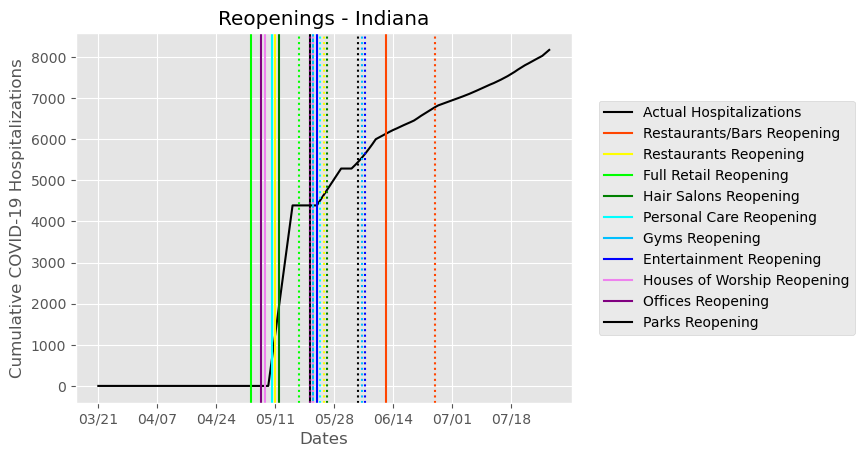 Reopenings - Indiana
Cumulative COVID-19 Hospitalizations
8000
7000
6000
5000
4000
3000
2000
1000
0
03/21 04/07 04/24 05/11 05/28 06/14 07/01 07/18
Dates
Actual Hospitalizations
Restaurants/Bars Reopening
Restaurants Reopening
Full Retail Reopening
Hair Salons Reopening
Personal Care Reopening
Gyms Reopening
Entertainment Reopening
Houses of Worship Reopening
Offices Reopening
Parks Reopening